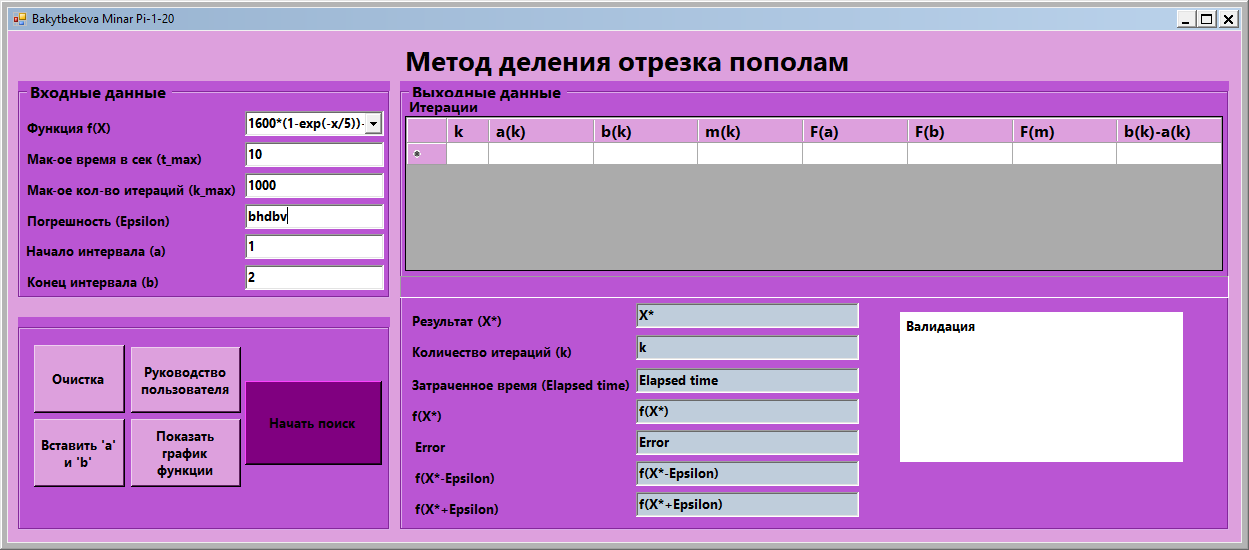 Bakytbekova Minar Pi-1-20
Метод деления отрезка пополам
Входные данные
Функция f(X)
1600*(1-exp(-x/5))-
Мак-ое время в сек (t_max)
10
Мак-ое кол-во итераций (k_max)
1000
Погрешность (Epsilon)
bhdbv
Начало интервала (a)
1
Конец интервала (b)
2
Очистка
Руководство
пользователя
Вставить 'a'
и 'b'
Показать
график
функции
Начать поиск
Выходные данные
Итерации
k a(k) b(k) m(k) F(a) F(b) F(m) b(k)-a(k)
*
Результат (X*)
X*
Количество итераций (k)
k
Затраченное время (Elapsed time)
Elapsed time
f(X*)
f(X*)
Error
Error
f(X*-Epsilon)
f(X*-Epsilon)
f(X*+Epsilon)
f(X*+Epsilon)
Валидация